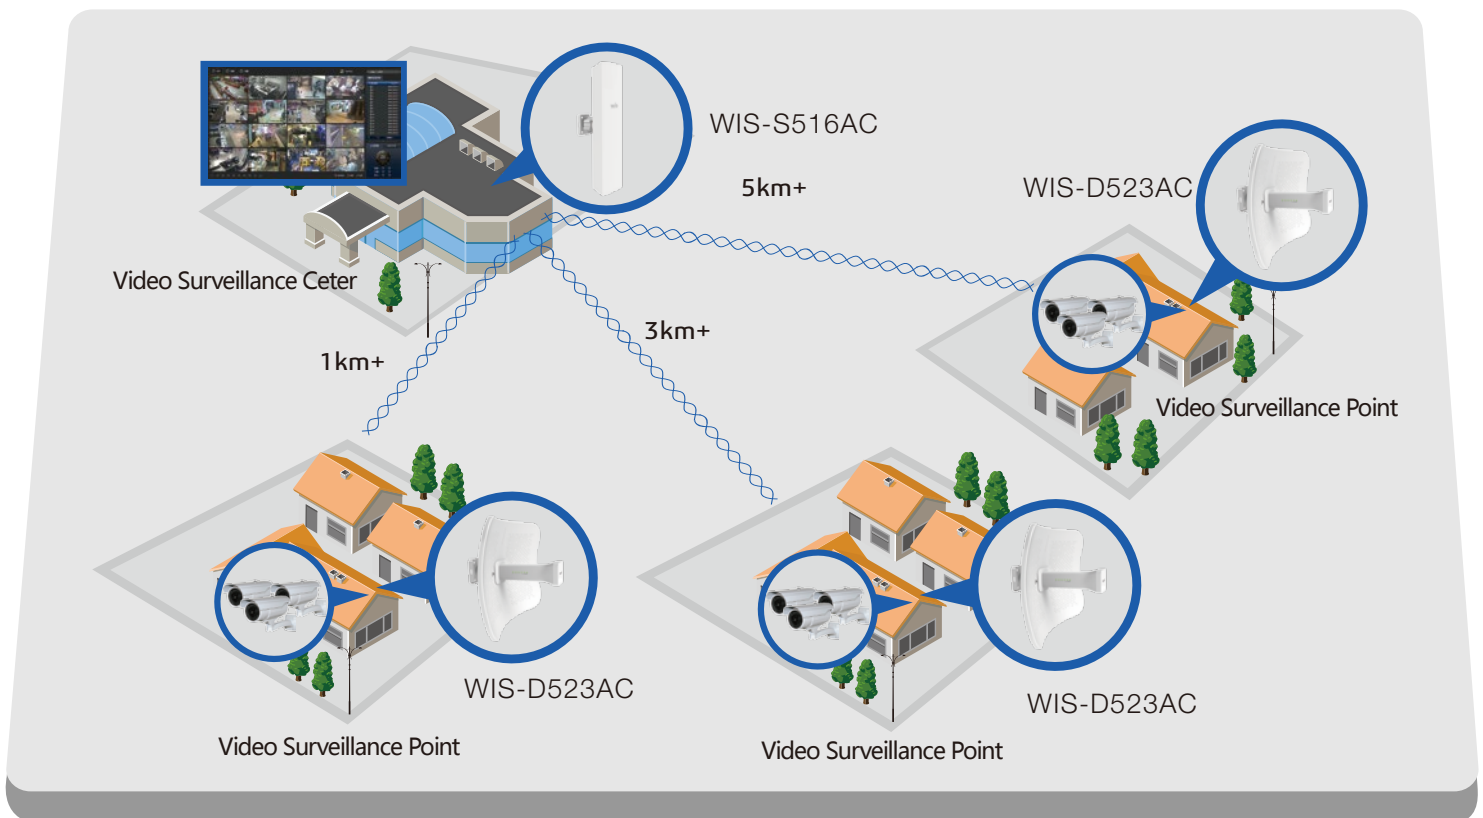 WIS-S516AC
5km+
WIS-D523AC
Video Surveillance Ceter
3km+
1km+
Video Surveillance Point
WIS-D523AC
WIS-D523AC
Video Surveillance Point
Video Surveillance Point